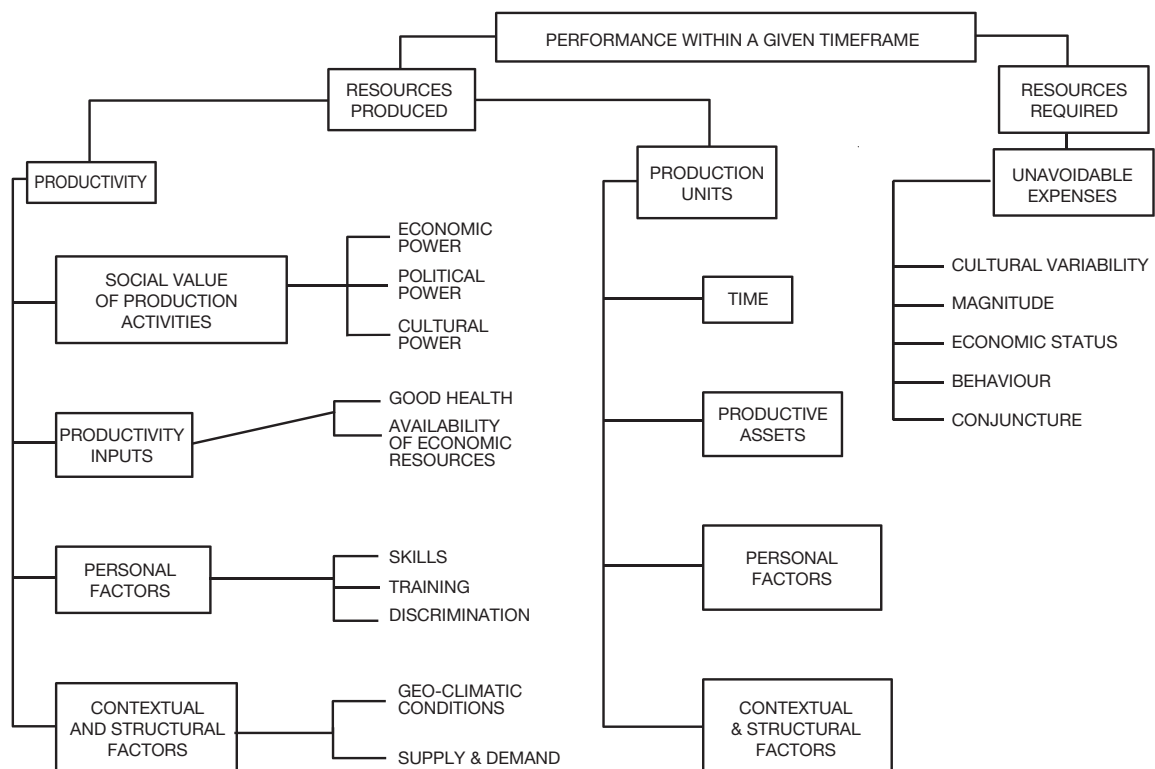 PERFORMANCE WITHIN A GIVEN TIMEFRAME
RESOURCES
PRODUCED
RESOURCES
REQUIRED
PRODUCTIVITY
PRODUCTION
UNITS
UNAVOIDABLE
EXPENSES
SOCIAL VALUE
OF PRODUCTION
ACTIVITIES
ECONOMIC
POWER
POLITICAL
POWER
CULTURAL
POWER
PRODUCTIVITY
INPUTS
GOOD HEALTH
AVAILABILITY
OF ECONOMIC
RESOURCES
PERSONAL
FACTORS
SKILLS
TRAINING
DISCRIMINATION
CONTEXTUAL
AND STRUCTURAL
FACTORS
GEO-CLIMATIC
CONDITIONS
SUPPLY & DEMAND
TIME
PRODUCTIVE
ASSETS
PERSONAL
FACTORS
CONTEXTUAL
& STRUCTURAL
FACTORS
CULTURAL VARIABILITY
MAGNITUDE
ECONOMIC STATUS
BEHAVIOUR
CONJUNCTURE